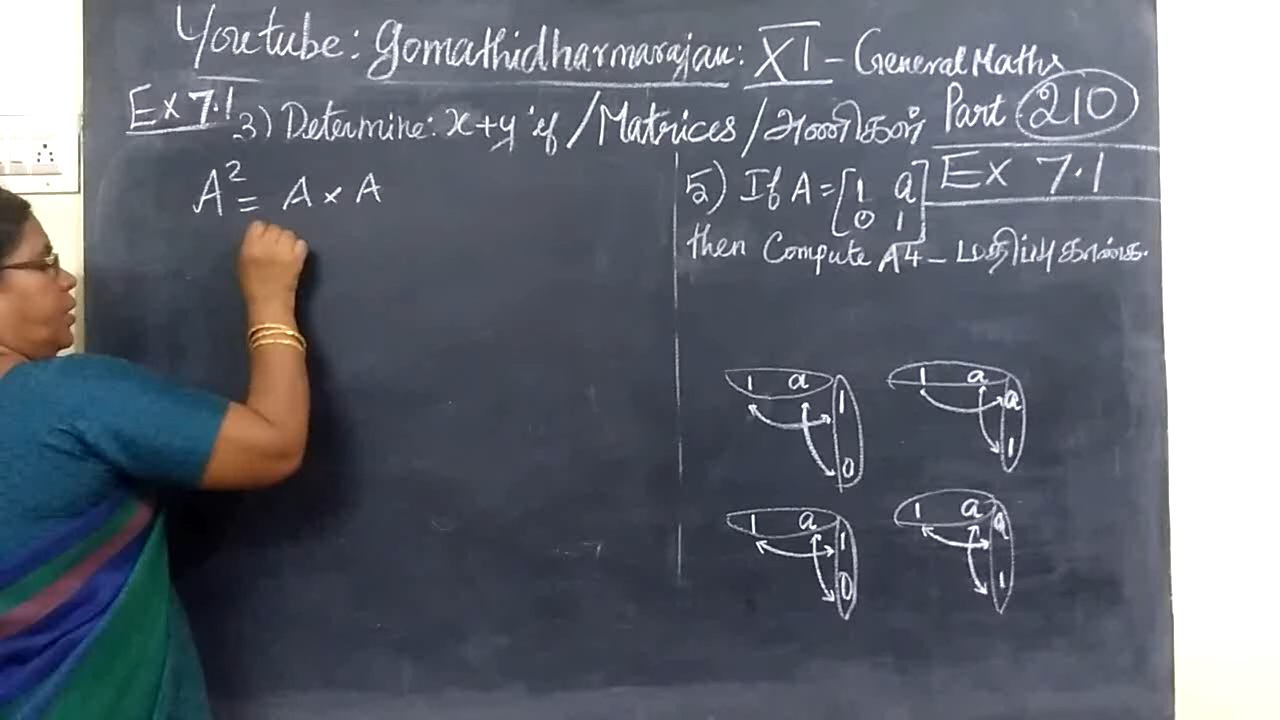 Youtube: Gomathidharmarajan: XI - General Maths
Ex 7.1 3) Determine: x+y if / Matrices / அணிகள் Part 210
A² = A × A
5) If A = [1 a
0 1] Ex 7.1
then Compute A4 - மதிப்பு காண்க.
1 a 1 0
1 a a 1
1 a 1 0
1 a a 1